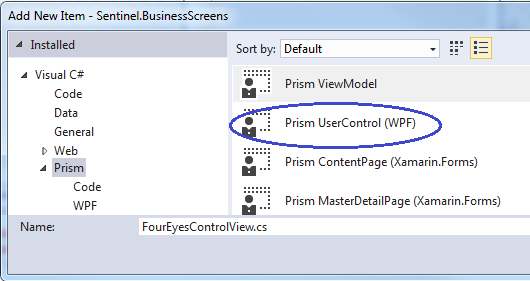 Add New Item - Sentinel.BusinessScreens
Installed
Sort by: Default
Visual C#
Code
Data
General
Web
Prism
Code
WPF
Prism ViewModel
Prism UserControl (WPF)
Prism ContentPage (Xamarin.Forms)
Prism MasterDetailPage (Xamarin.Forms)
Name: FourEyesControlView.cs